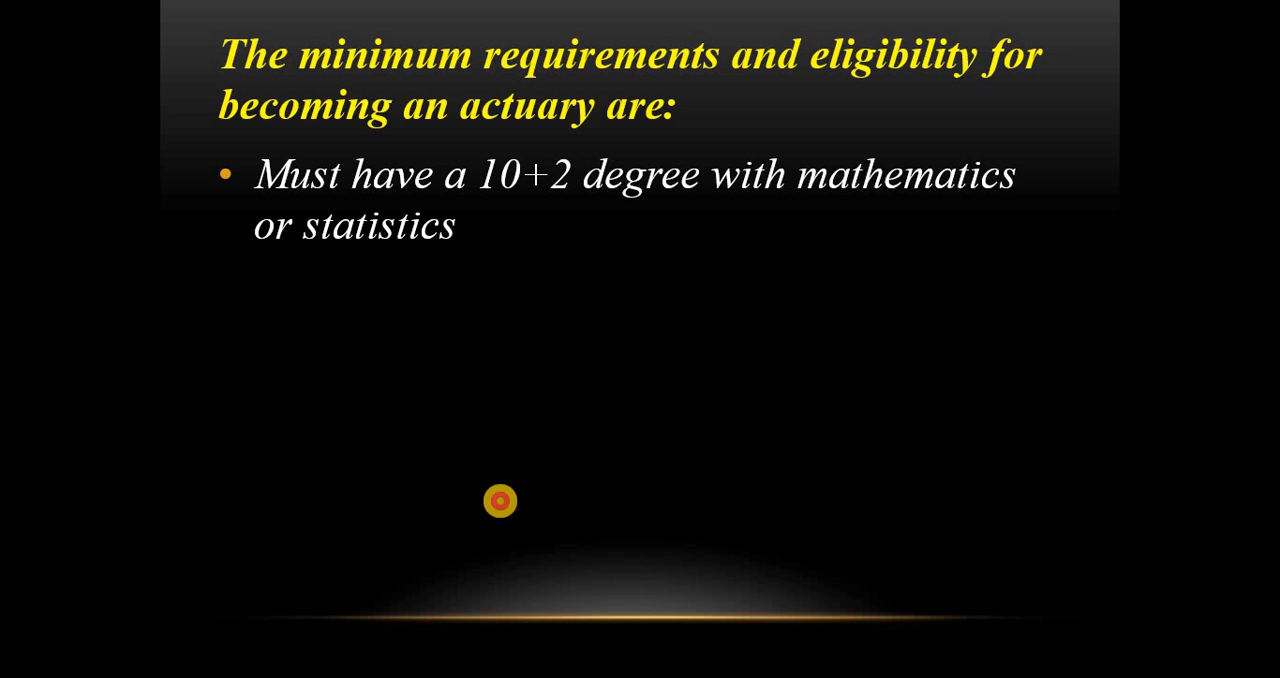 The minimum requirements and eligibility for
becoming an actuary are:
• Must have a 10+2 degree with mathematics
or statistics